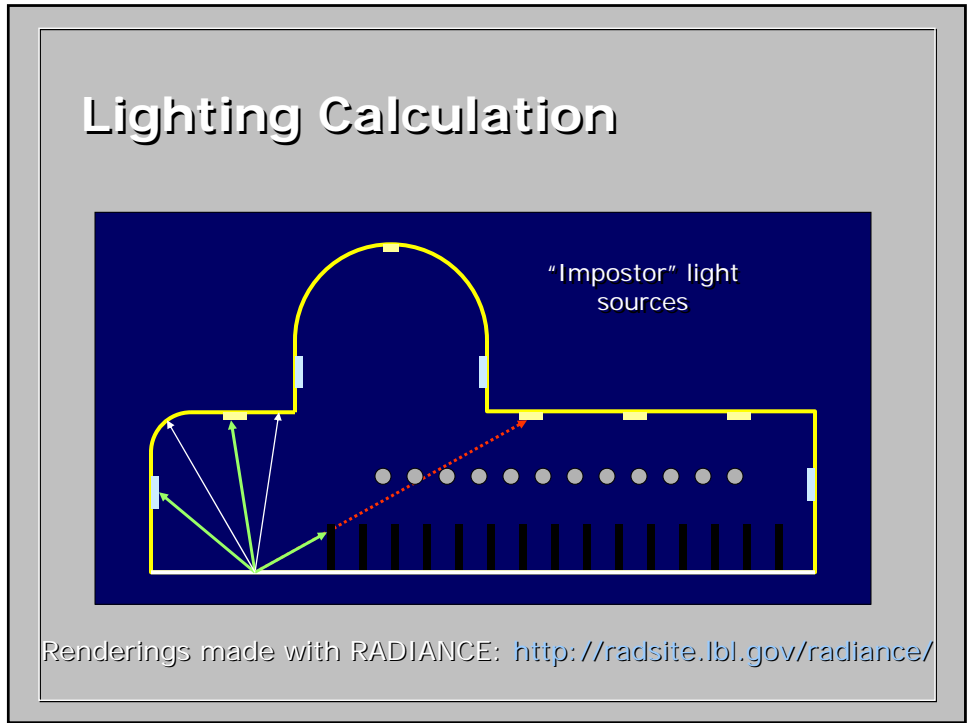 Lighting Calculation
“Impostor” light
sources
Renderings made with RADIANCE: http://radsite.lbl.gov/radiance/